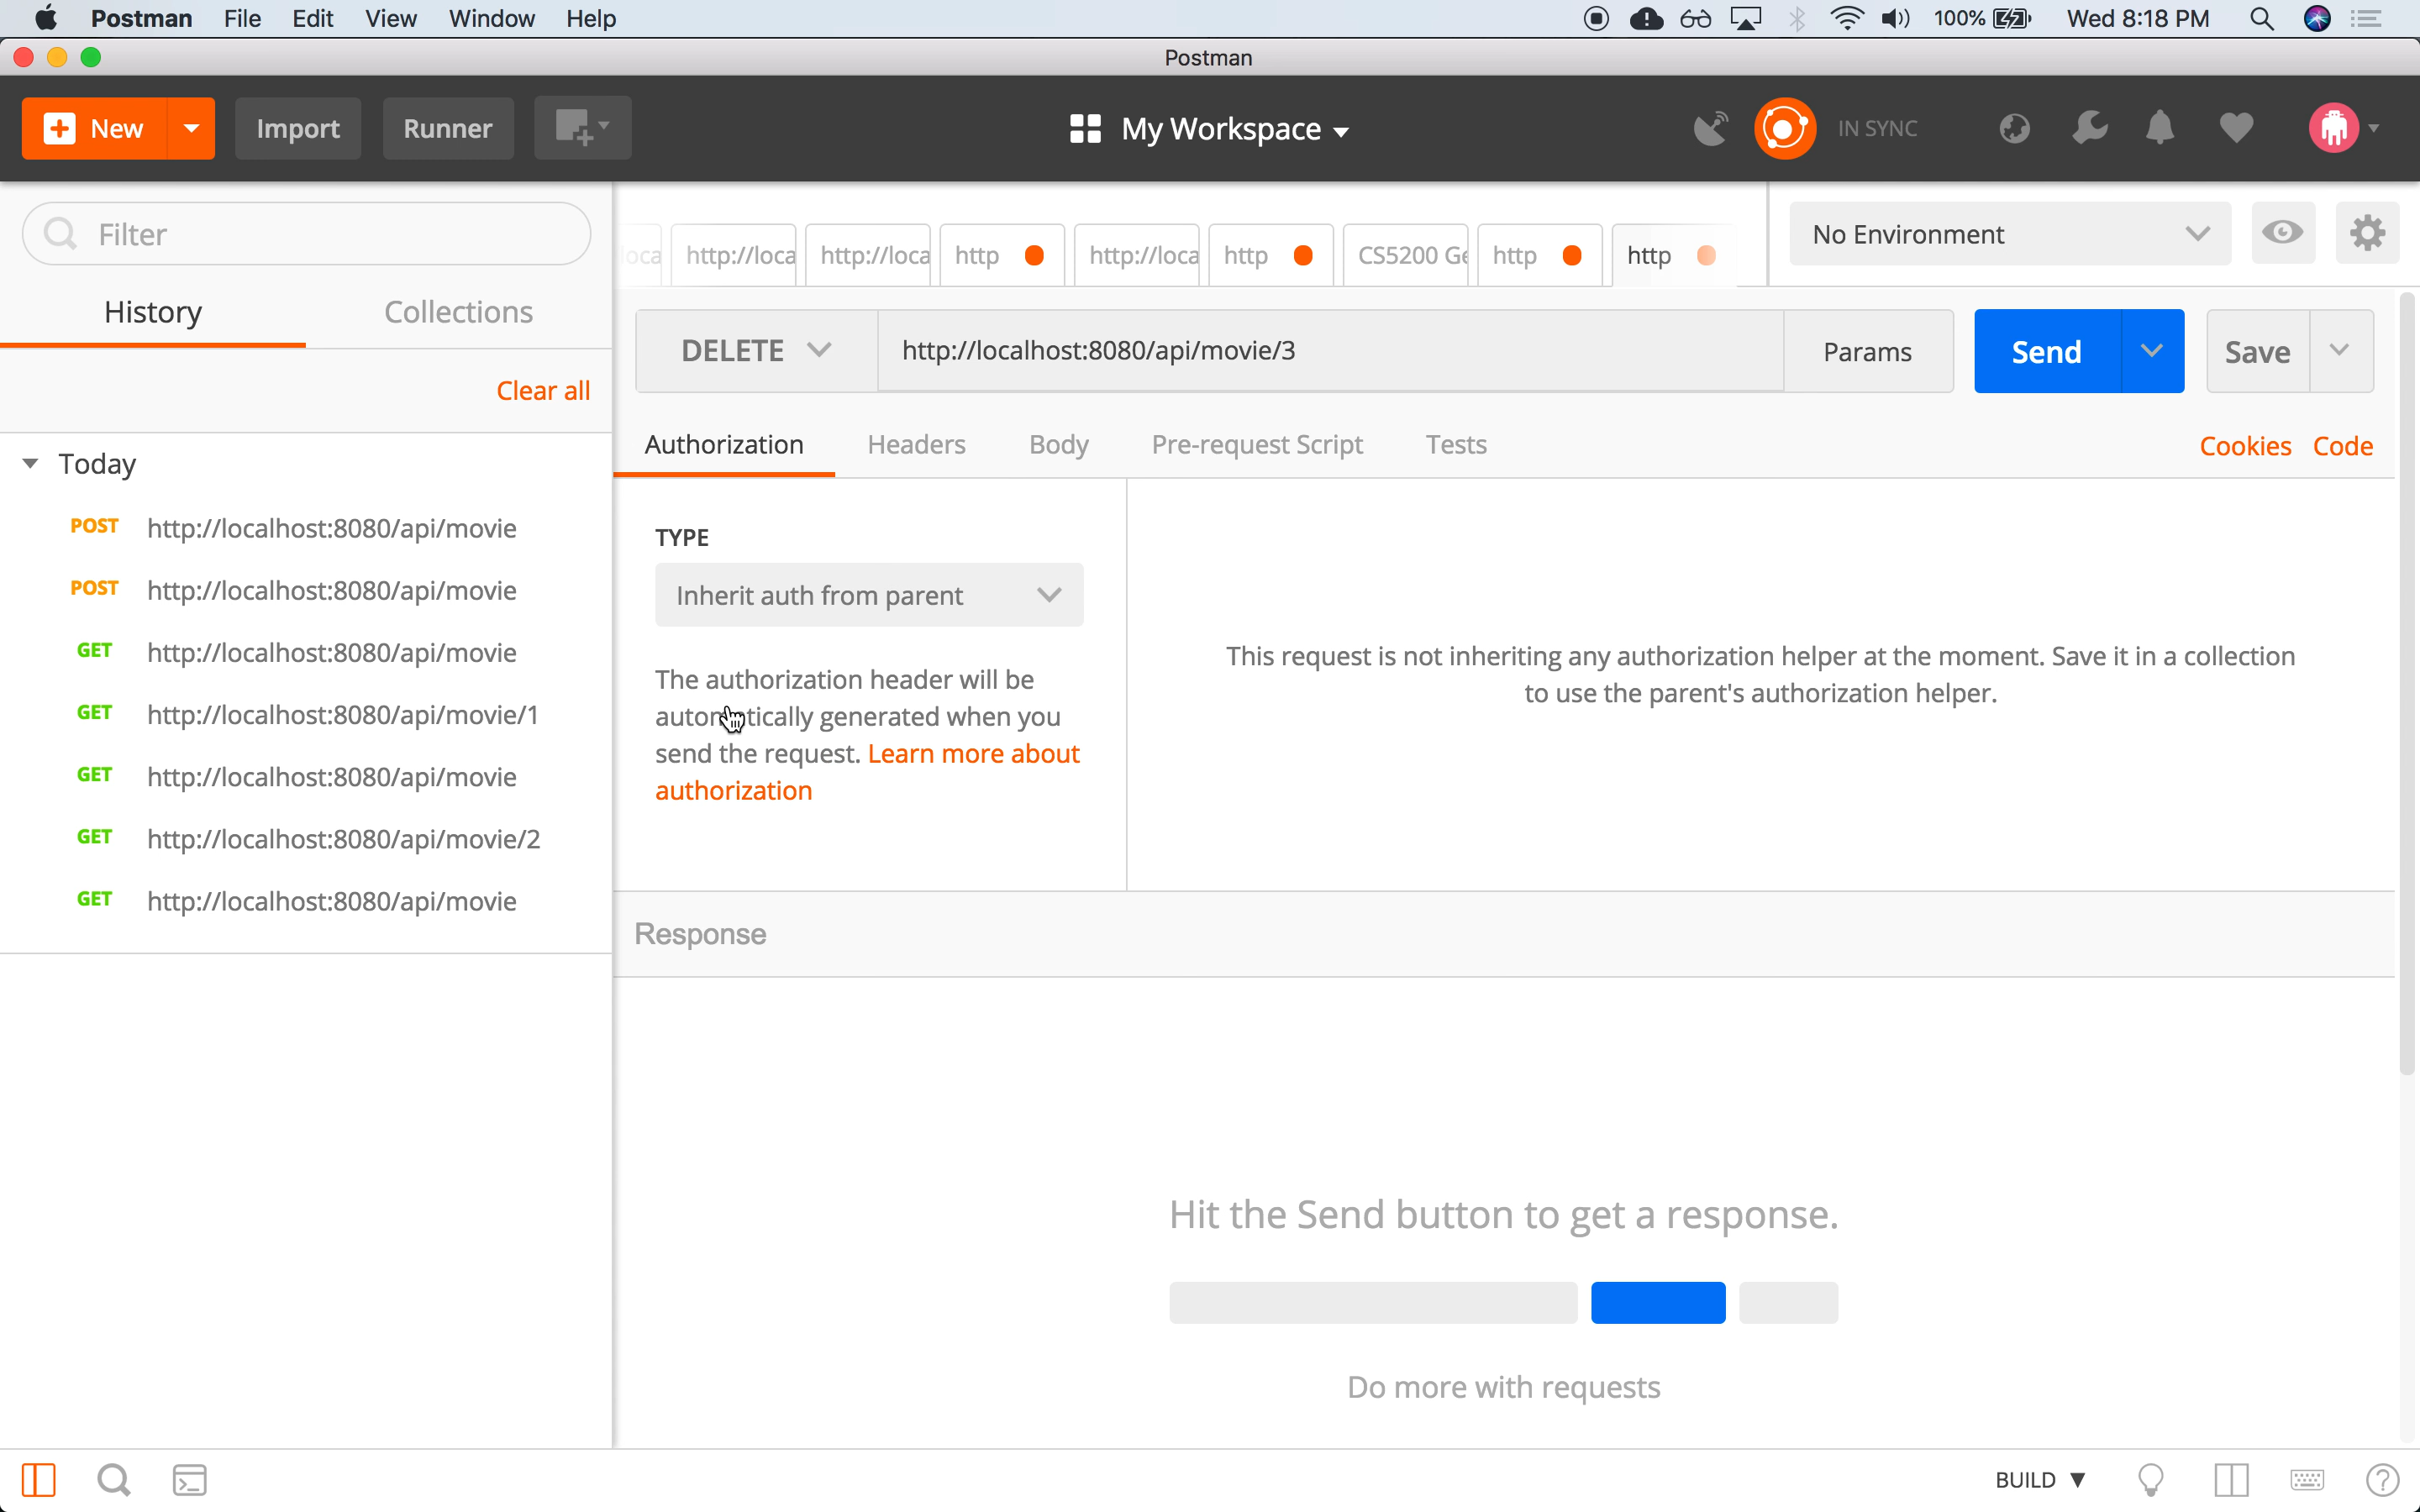 Postman File Edit View Window Help 100% Wed 8:18 PM
Postman
New Import Runner My Workspace IN SYNC
Filter
loca http://loca http://loca http http://loca http CS5200 Ge http http
No Environment
History Collections
DELETE http://localhost:8080/api/movie/3 Params Send Save
Clear all
Authorization Headers Body Pre-request Script Tests Cookies Code
Today
POST http://localhost:8080/api/movie
POST http://localhost:8080/api/movie
GET http://localhost:8080/api/movie
GET http://localhost:8080/api/movie/1
GET http://localhost:8080/api/movie
GET http://localhost:8080/api/movie/2
GET http://localhost:8080/api/movie
TYPE
Inherit auth from parent
The authorization header will be
automatically generated when you
send the request. Learn more about
authorization
This request is not inheriting any authorization helper at the moment. Save it in a collection
to use the parent's authorization helper.
Response
Hit the Send button to get a response.
Do more with requests
BUILD